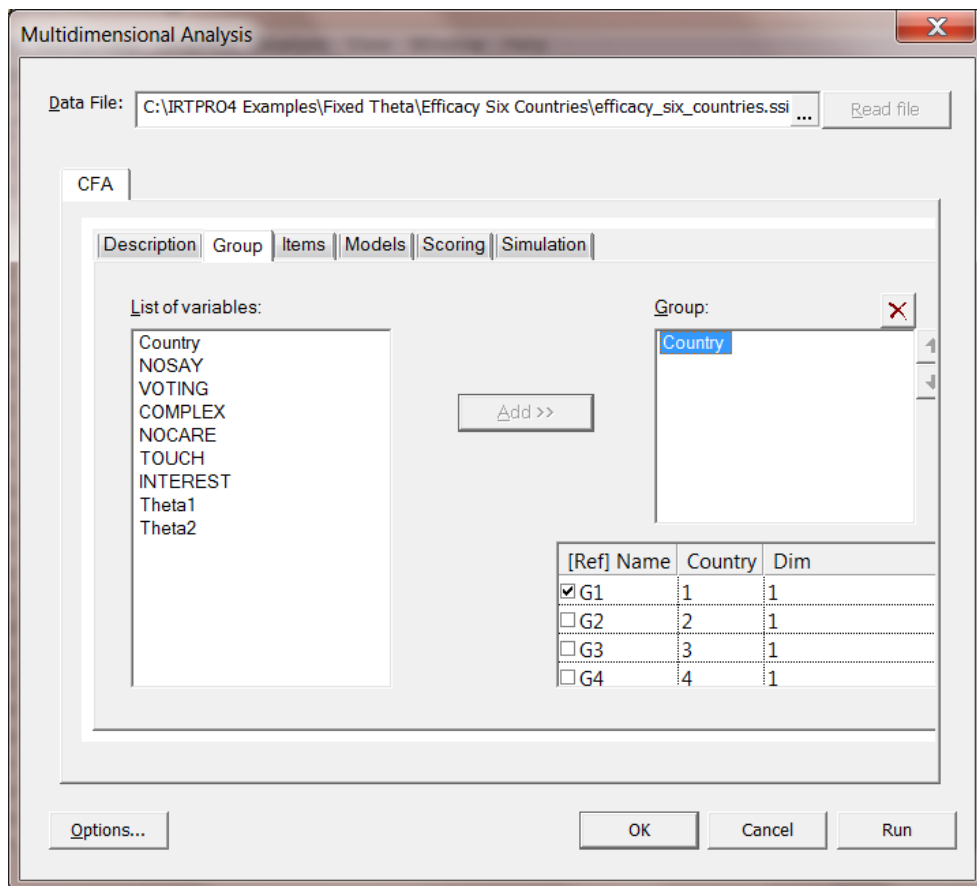 Multidimensional Analysis
X
Data File: C:\IRTPRO4 Examples\Fixed Theta\Efficacy Six Countries\efficacy_six_countries.ssi ... Read file
CFA
Description Group Items Models Scoring Simulation
List of variables:
Country
NOSAY
VOTING
COMPLEX
NOCARE
TOUCH
INTEREST
Theta1
Theta2
Add >>
Group:
Country
[Ref] Name Country Dim
G1 1 1
G2 2 1
G3 3 1
G4 4 1
Options... OK Cancel Run